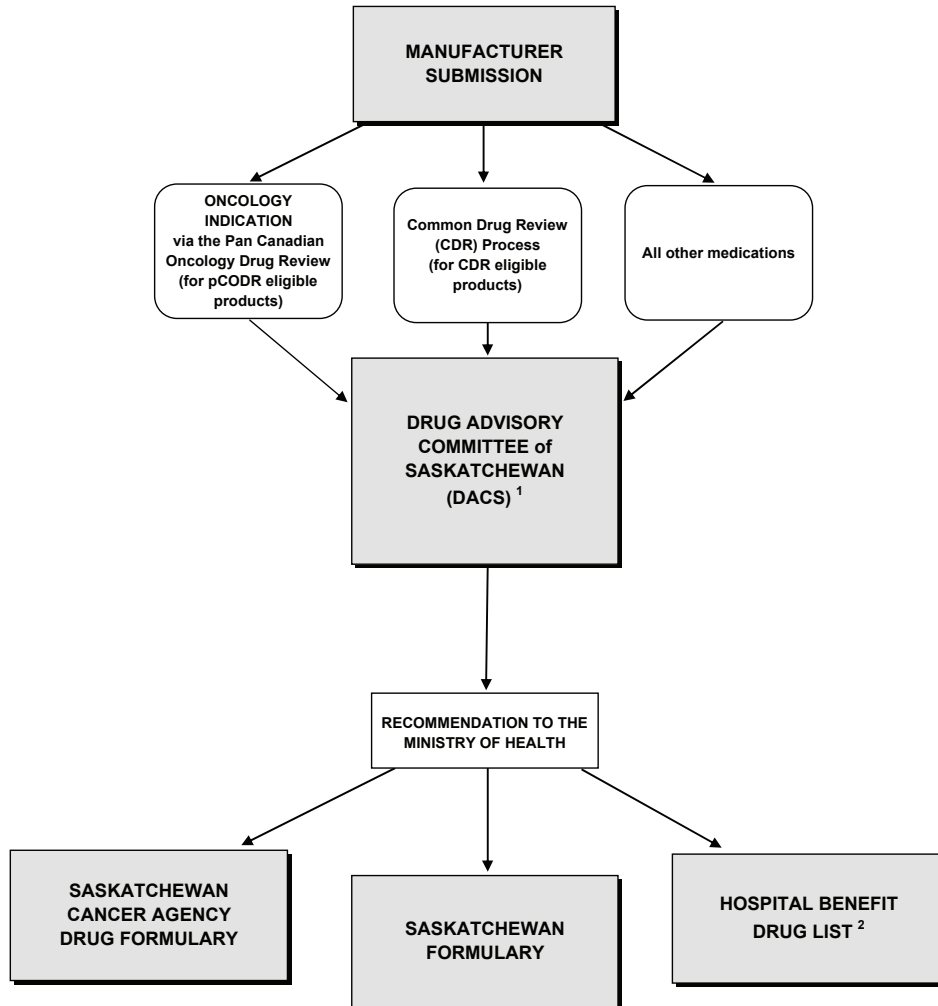 MANUFACTURER
SUBMISSION
ONCOLOGY
INDICATION
via the Pan Canadian
Oncology Drug Review
(for pCODR eligible
products)
Common Drug Review
(CDR) Process
(for CDR eligible
products)
All other medications
DRUG ADVISORY
COMMITTEE of
SASKATCHEWAN
(DACS) 1
RECOMMENDATION TO THE
MINISTRY OF HEALTH
SASKATCHEWAN
CANCER AGENCY
DRUG FORMULARY
SASKATCHEWAN
FORMULARY
HOSPITAL BENEFIT
DRUG LIST 2